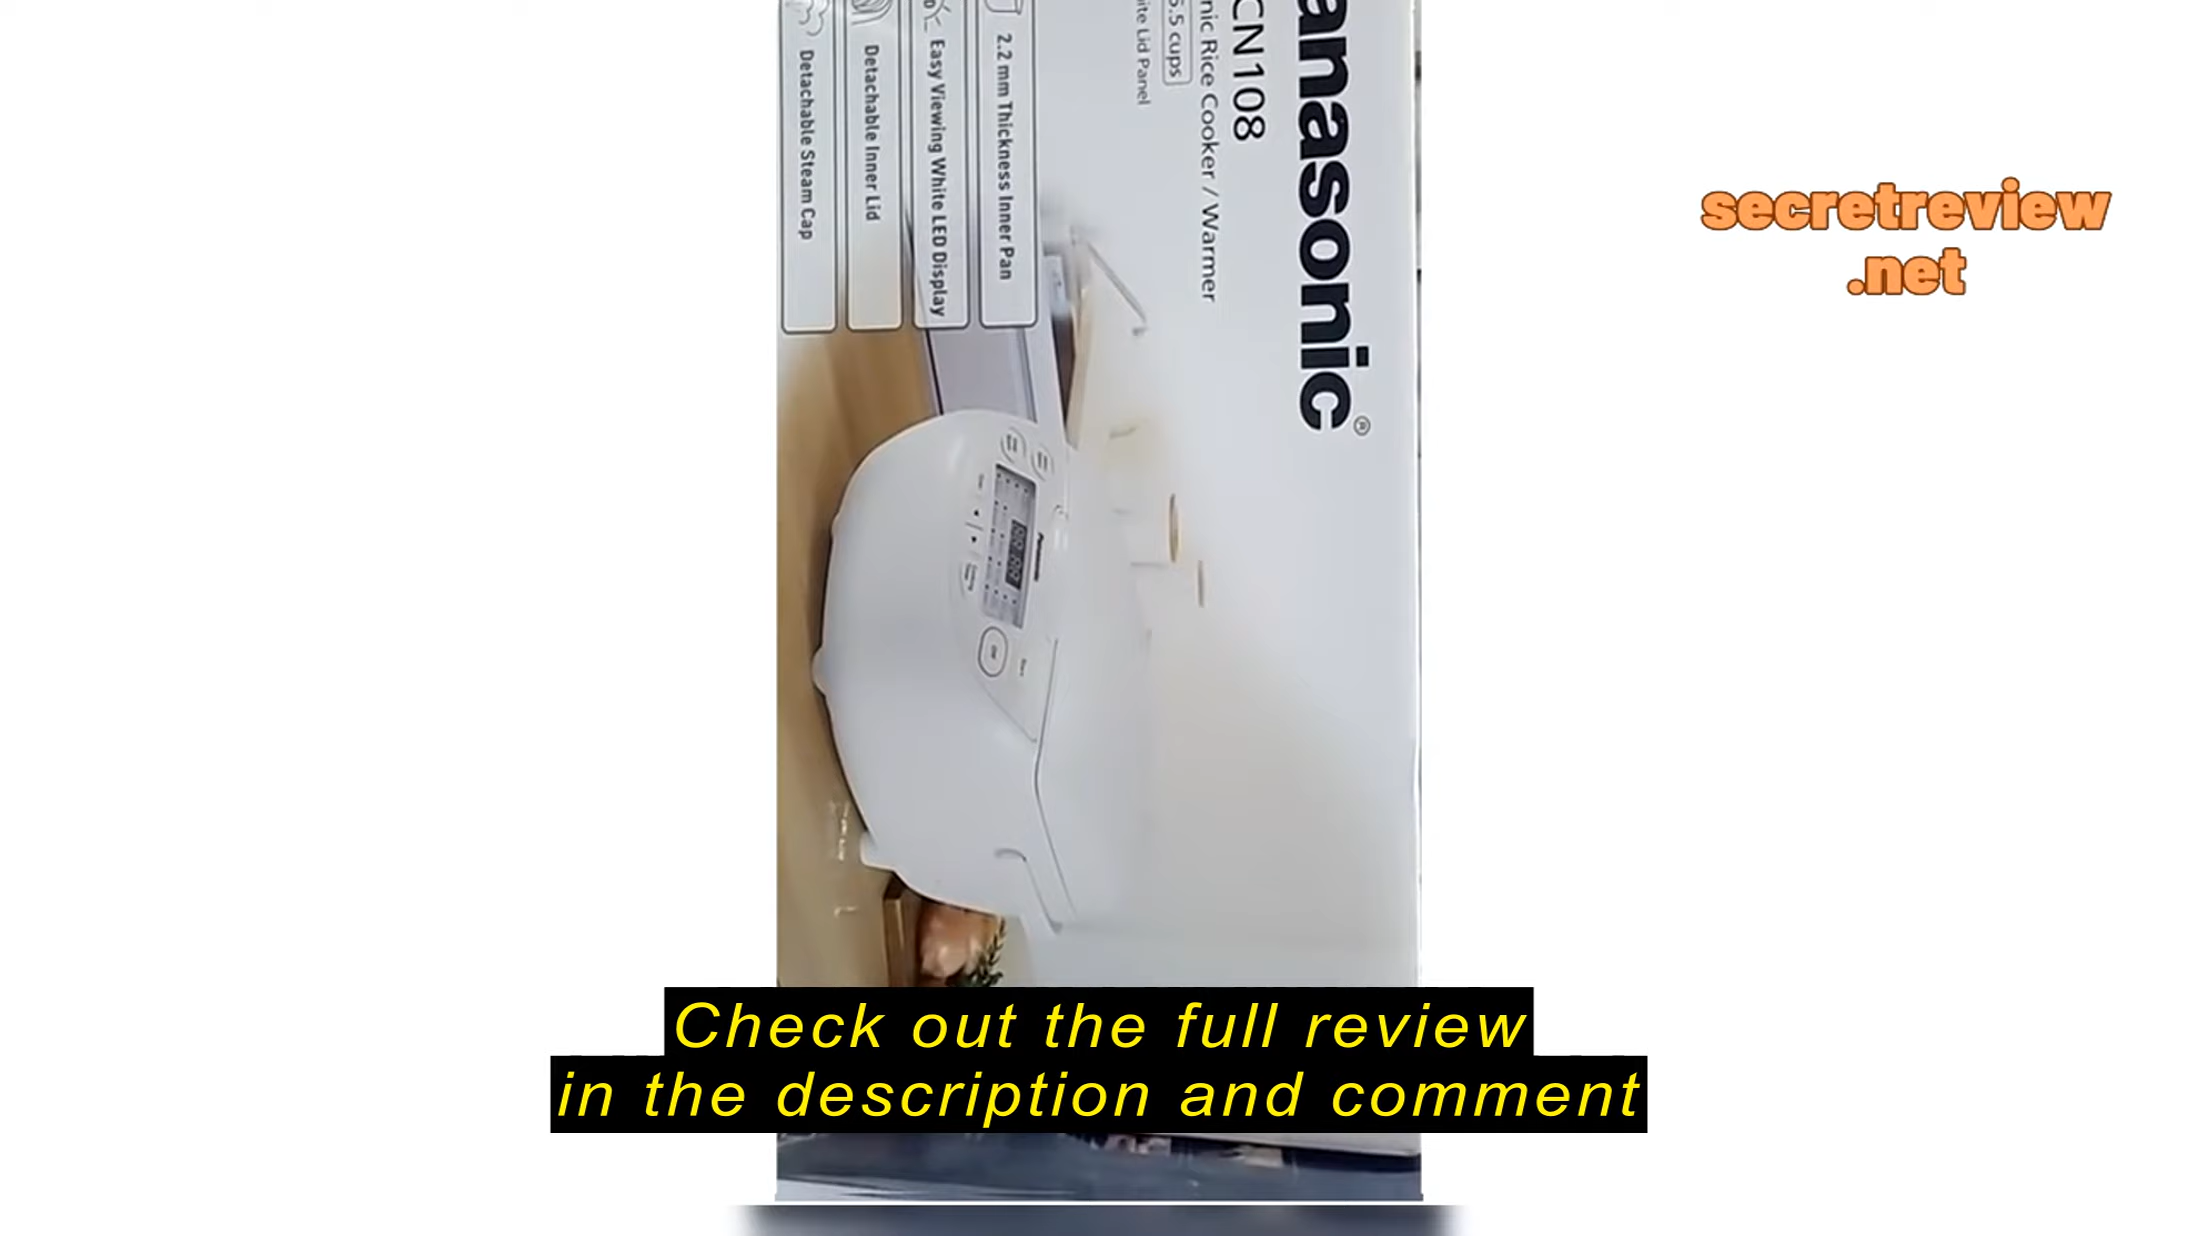 anasonic®
CN108
nic Rice Cooker / Warmer
5.5 cups
ite Lid Panel
2.2 mm Thickness Inner Pan
Easy Viewing White LED Display
Detachable Inner Lid
Detachable Steam Cap
Panasonic
secretreview
.net
Check out the full review
in the description and comment